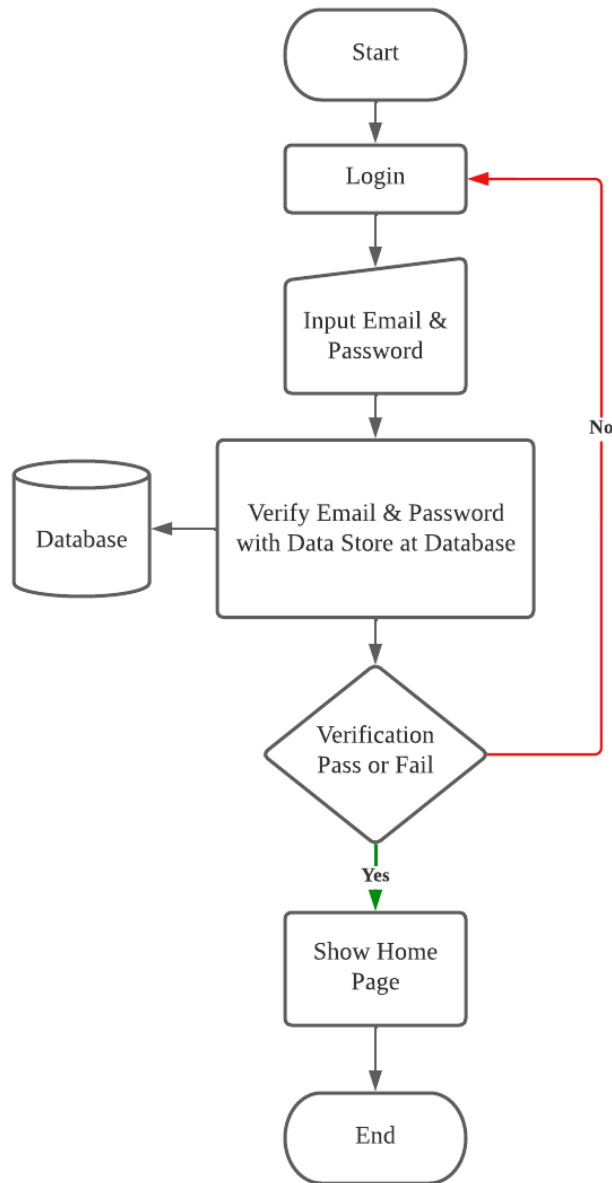 Start
Login
Input Email &
Password
No
Verify Email & Password
with Data Store at Database
Database
Verification
Pass or Fail
Yes
Show Home
Page
End